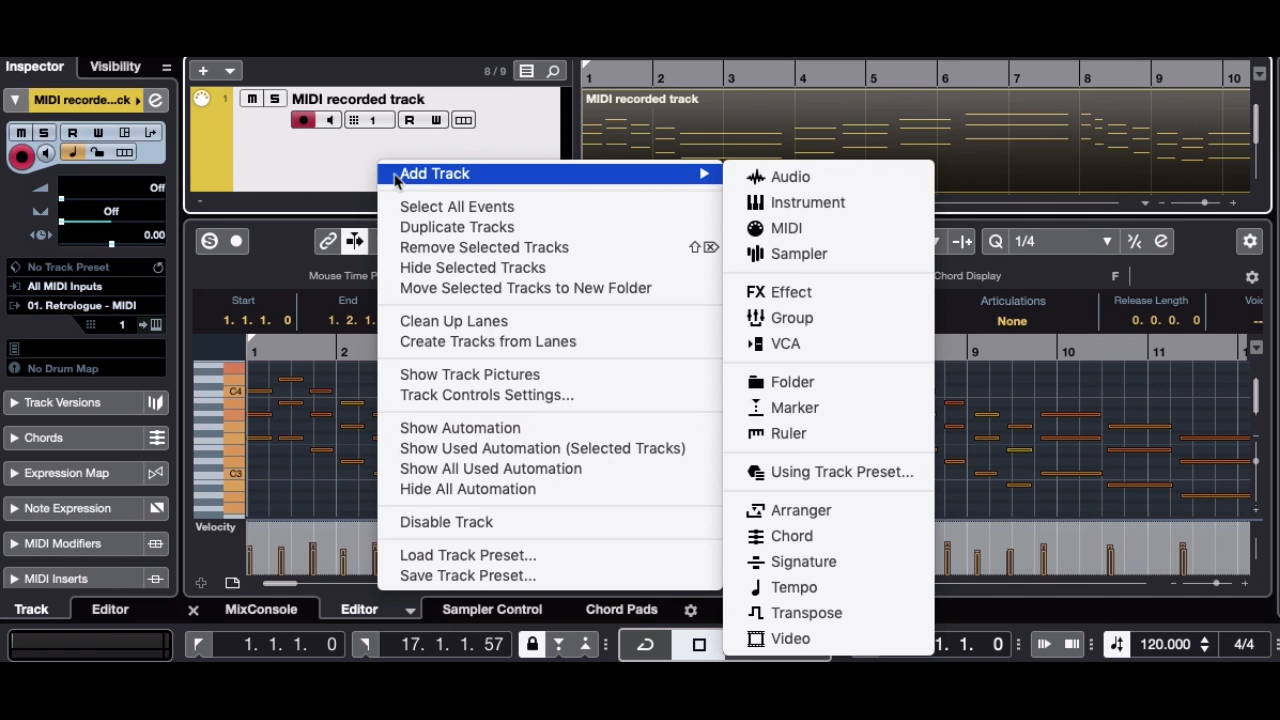 Inspector Visibility
MIDI recorde...ck
m S R W
Off
Off
0.00
No Track Preset
All MIDI Inputs
01. Retrologue - MIDI
1
No Drum Map
Track Versions
Chords
Expression Map
Note Expression
MIDI Modifiers
MIDI Inserts
Track Editor
+ 8/9
1 m S MIDI recorded track
1 R W
1 2 3 4 5 6 7 8 9 10
MIDI recorded track
Add Track
Select All Events
Duplicate Tracks
Remove Selected Tracks
Hide Selected Tracks
Move Selected Tracks to New Folder
Clean Up Lanes
Create Tracks from Lanes
Show Track Pictures
Track Controls Settings...
Show Automation
Show Used Automation (Selected Tracks)
Show All Used Automation
Hide All Automation
Disable Track
Load Track Preset...
Save Track Preset...
Audio
Instrument
MIDI
Sampler
FX Effect
Group
VCA
Folder
Marker
Ruler
Using Track Preset...
Arranger
Chord
Signature
Tempo
Transpose
Video
S Q 1/4
Mouse Time P
Chord Display F
Start End
1. 1. 1. 0 1. 2. 1.
Articulations Release Length
None 0. 0. 0. 0 --
1 2 9 10 11
C4
C3
Velocity
MixConsole Editor Sampler Control Chord Pads
1. 1. 1. 0 17. 1. 1. 57 1. 1. 0 120.000 4/4